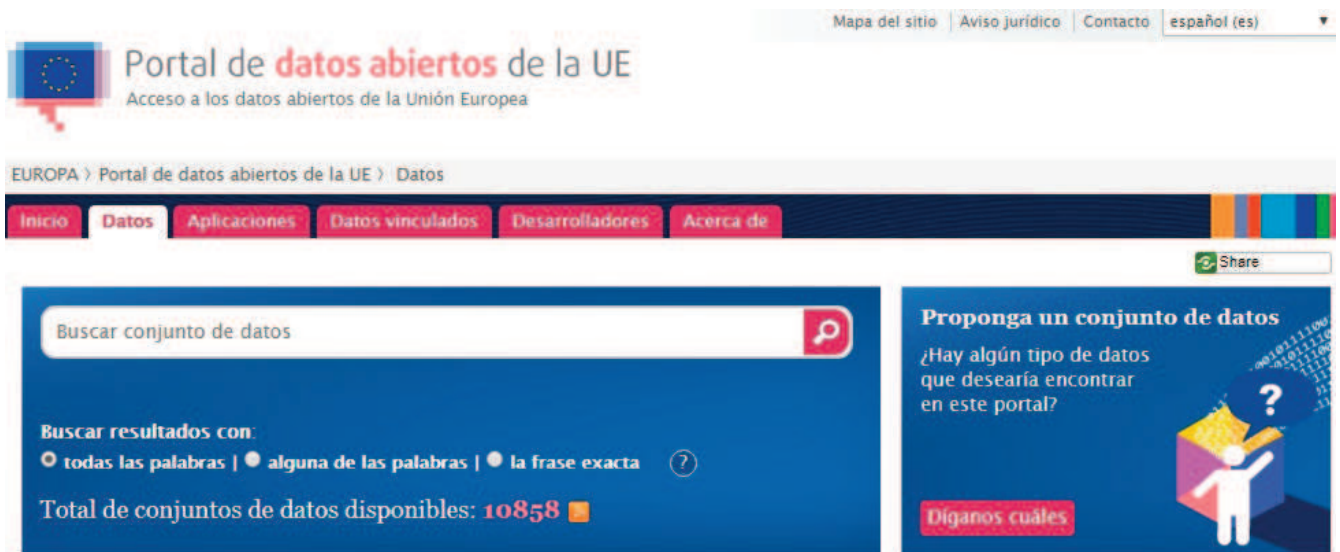 Mapa del sitio | Aviso jurídico | Contacto español (es)
Portal de datos abiertos de la UE
Acceso a los datos abiertos de la Unión Europea
EUROPA > Portal de datos abiertos de la UE > Datos
Inicio Datos Aplicaciones Datos vinculados Desarrolladores Acerca de
Share
Buscar conjunto de datos
Buscar resultados con:
todas las palabras | alguna de las palabras | la frase exacta ?
Total de conjuntos de datos disponibles: 10858
Proponga un conjunto de datos
¿Hay algún tipo de datos
que desearía encontrar
en este portal?
?
Díganos cuáles